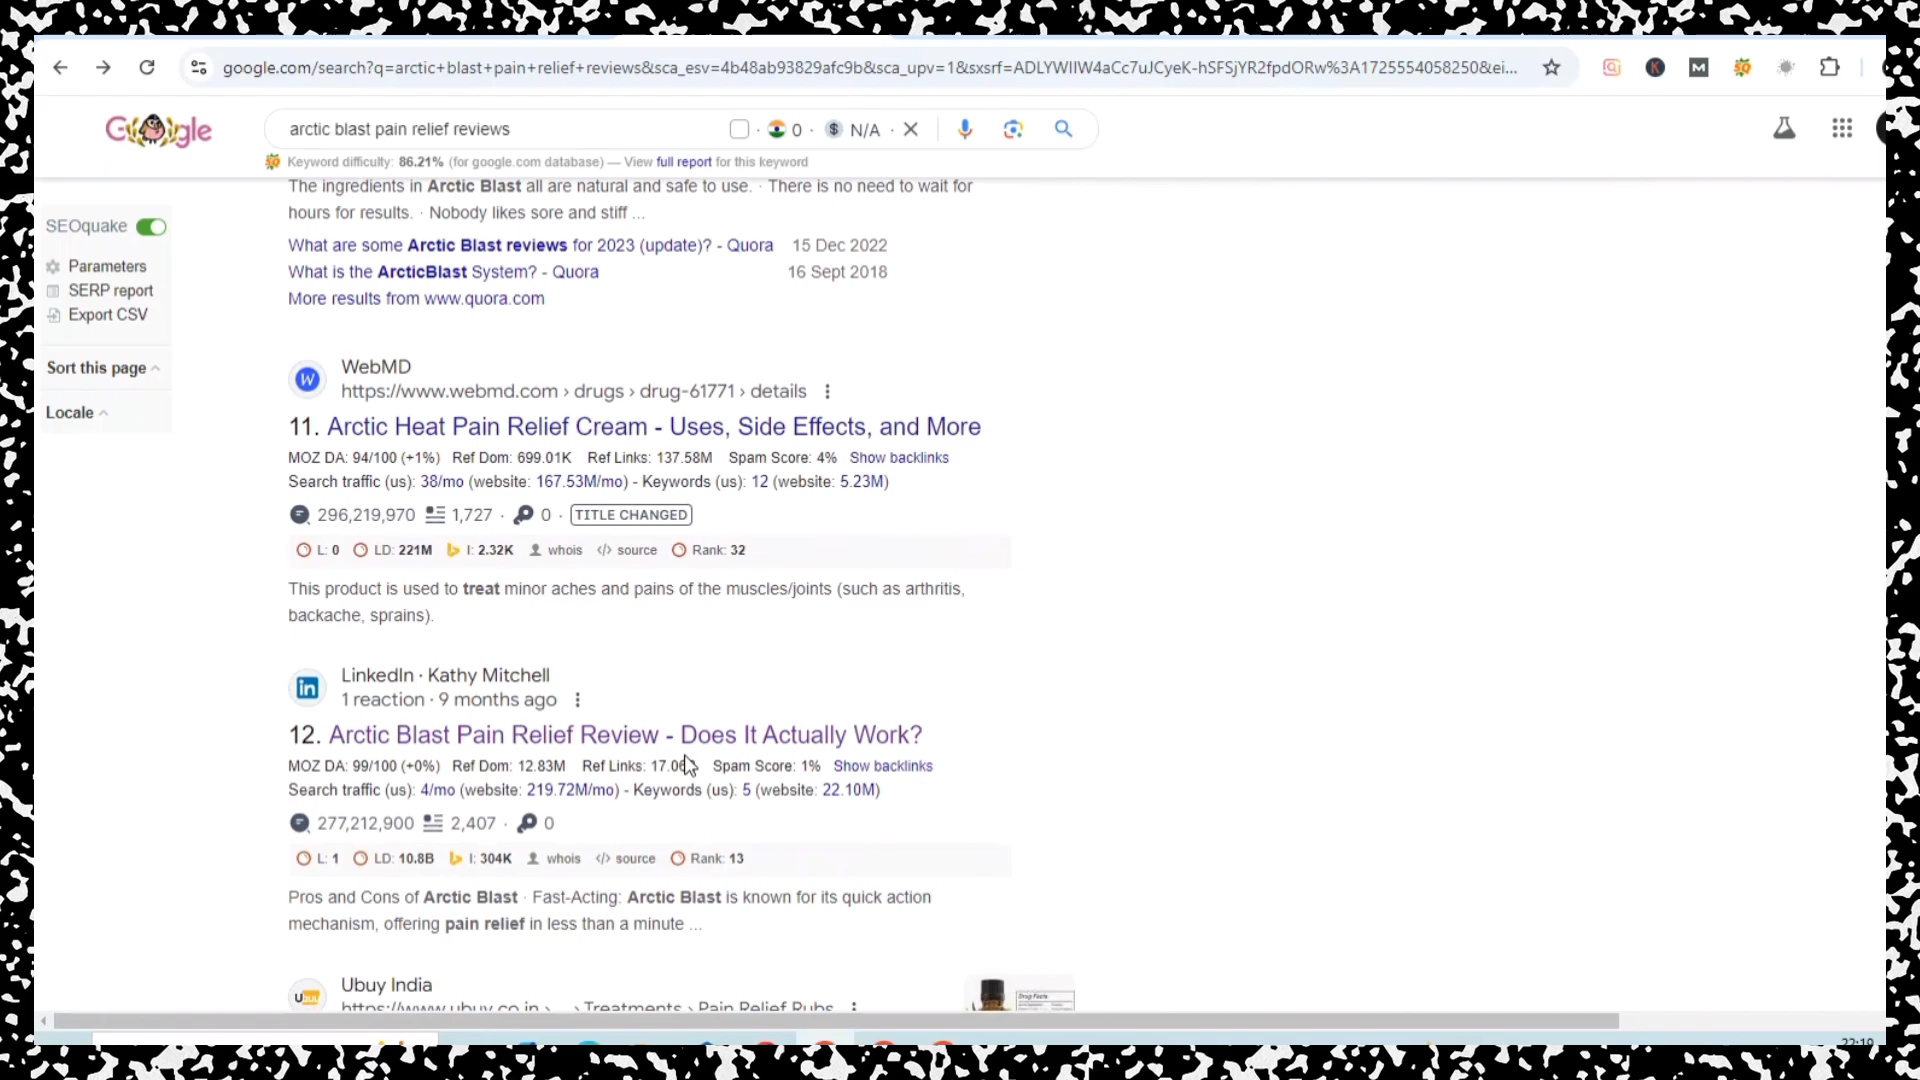 google.com/search?q=arctic+blast+pain+relief+reviews&sca_esv=4b48ab93829afc9b&sca_upv=1&sxsrf=ADLYWIIW4aCc7uJCyeK-hSFSjYR2fpdORw%3A1725554058250&ei...
Google
arctic blast pain relief reviews
0 · $ N/A ·
Keyword difficulty: 86.21% (for google.com database) — View full report for this keyword
SEOquake
Parameters
SERP report
Export CSV
Sort this page
Locale
The ingredients in Arctic Blast all are natural and safe to use. · There is no need to wait for
hours for results. · Nobody likes sore and stiff ...
What are some Arctic Blast reviews for 2023 (update)? - Quora 15 Dec 2022
What is the ArcticBlast System? - Quora 16 Sept 2018
More results from www.quora.com
WebMD
https://www.webmd.com › drugs › drug-61771 › details
11. Arctic Heat Pain Relief Cream - Uses, Side Effects, and More
MOZ DA: 94/100 (+1%) Ref Dom: 699.01K Ref Links: 137.58M Spam Score: 4% Show backlinks
Search traffic (us): 38/mo (website: 167.53M/mo) - Keywords (us): 12 (website: 5.23M)
296,219,970 1,727 · 0 · TITLE CHANGED
L: 0 LD: 221M I: 2.32K whois </> source Rank: 32
This product is used to treat minor aches and pains of the muscles/joints (such as arthritis,
backache, sprains).
LinkedIn · Kathy Mitchell
1 reaction · 9 months ago
12. Arctic Blast Pain Relief Review - Does It Actually Work?
MOZ DA: 99/100 (+0%) Ref Dom: 12.83M Ref Links: Spam Score: 1% Show backlinks
Search traffic (us): 4/mo (website: 219.72M/mo) - Keywords (us): 5 (website: 22.10M)
277,212,900 2,407 · 0
L: 1 LD: 10.8B I: 304K whois </> source Rank: 13
Pros and Cons of Arctic Blast · Fast-Acting: Arctic Blast is known for its quick action
mechanism, offering pain relief in less than a minute ...
Ubuy India
https://www.ubuy.co.in › ... › Treatments › Pain Relief Rubs
Drug Facts